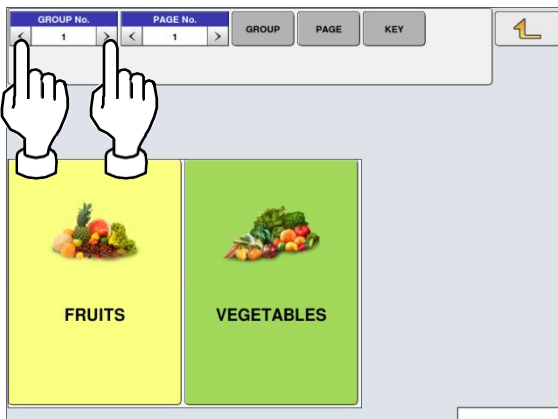 GROUP No.
PAGE No.
< 1 >
< 1 >
GROUP
PAGE
KEY
FRUITS
VEGETABLES